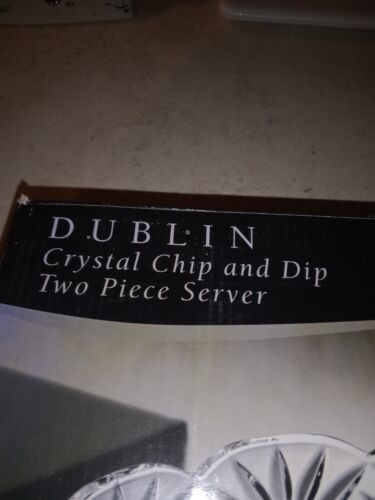 DUBLIN
Crystal Chip and Dip
Two Piece Server